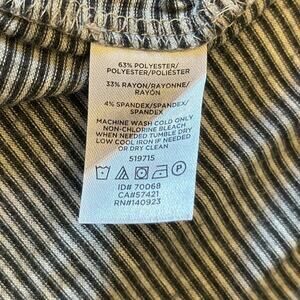 63% POLYESTER/
POLYESTER/POLIÉSTER
33% RAYON/RAYONNE/
RAYÓN
4% SPANDEX/SPANDEX/
SPANDEX
MACHINE WASH COLD ONLY
NON-CHLORINE BLEACH
WHEN NEEDED TUMBLE DRY
LOW COOL IRON IF NEEDED
OR DRY CLEAN
519715
P
ID# 70068
CA#57421
RN#140923